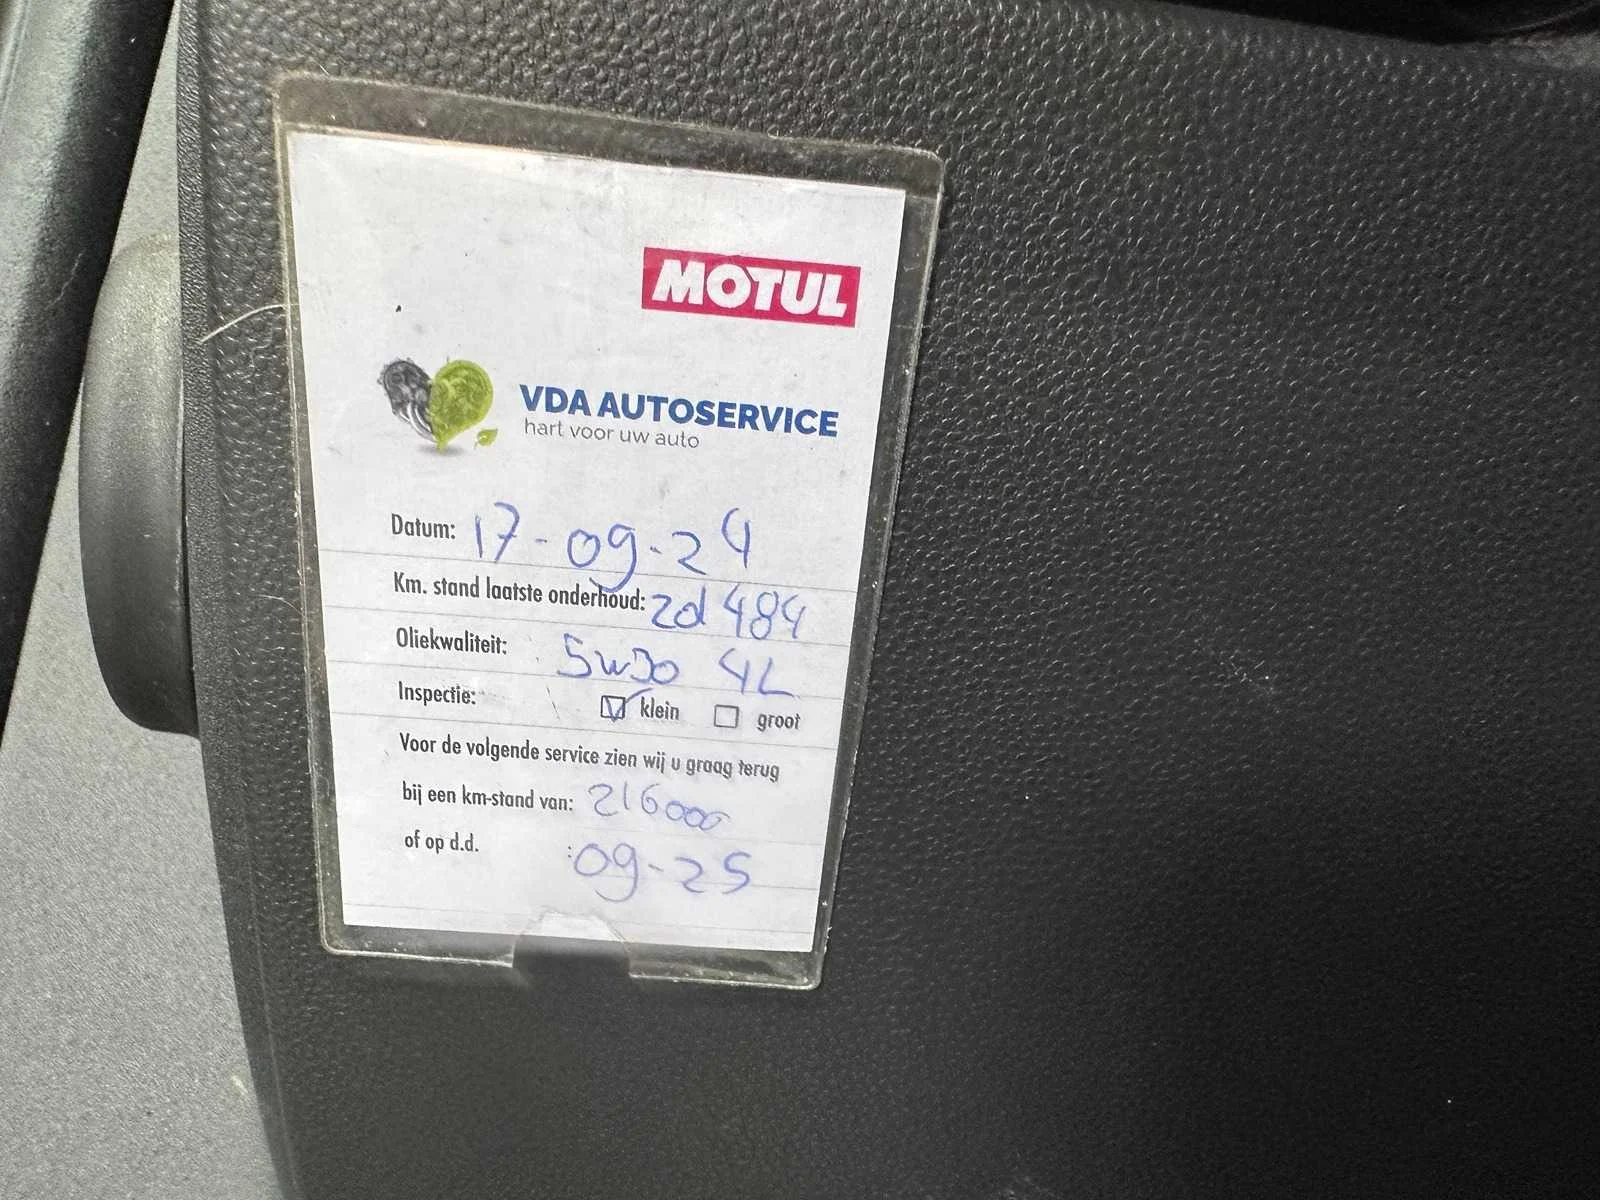 MOTUL
VDA AUTOSERVICE
hart voor uw auto
Datum: 17-09-24
Km. stand laatste onderhoud: 484
Oliekwaliteit: 5w30 4L
Inspectie: klein groot
Voor de volgende service zien wij u graag terug
bij een km-stand van: 216000
of op d.d. :09-25